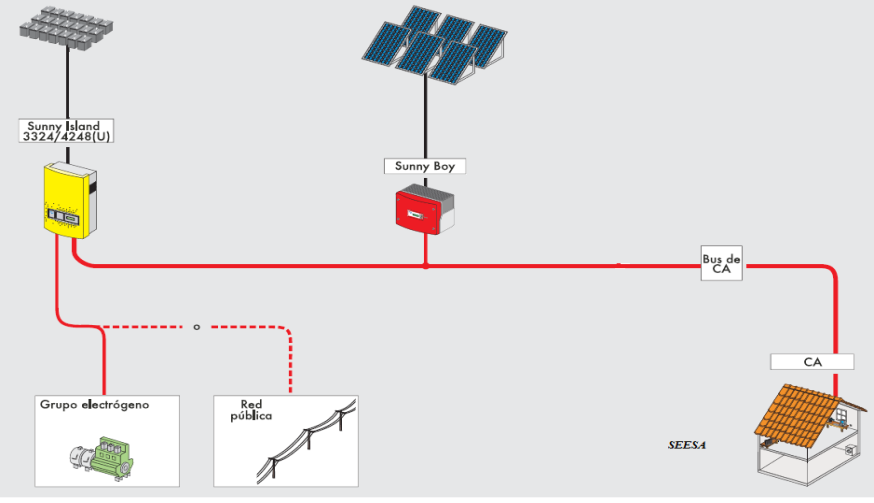 Sunny Island
3324/4248(U)
Sunny Boy
Bus de
CA
o
CA
Grupo electrógeno
Red
pública
SEESA